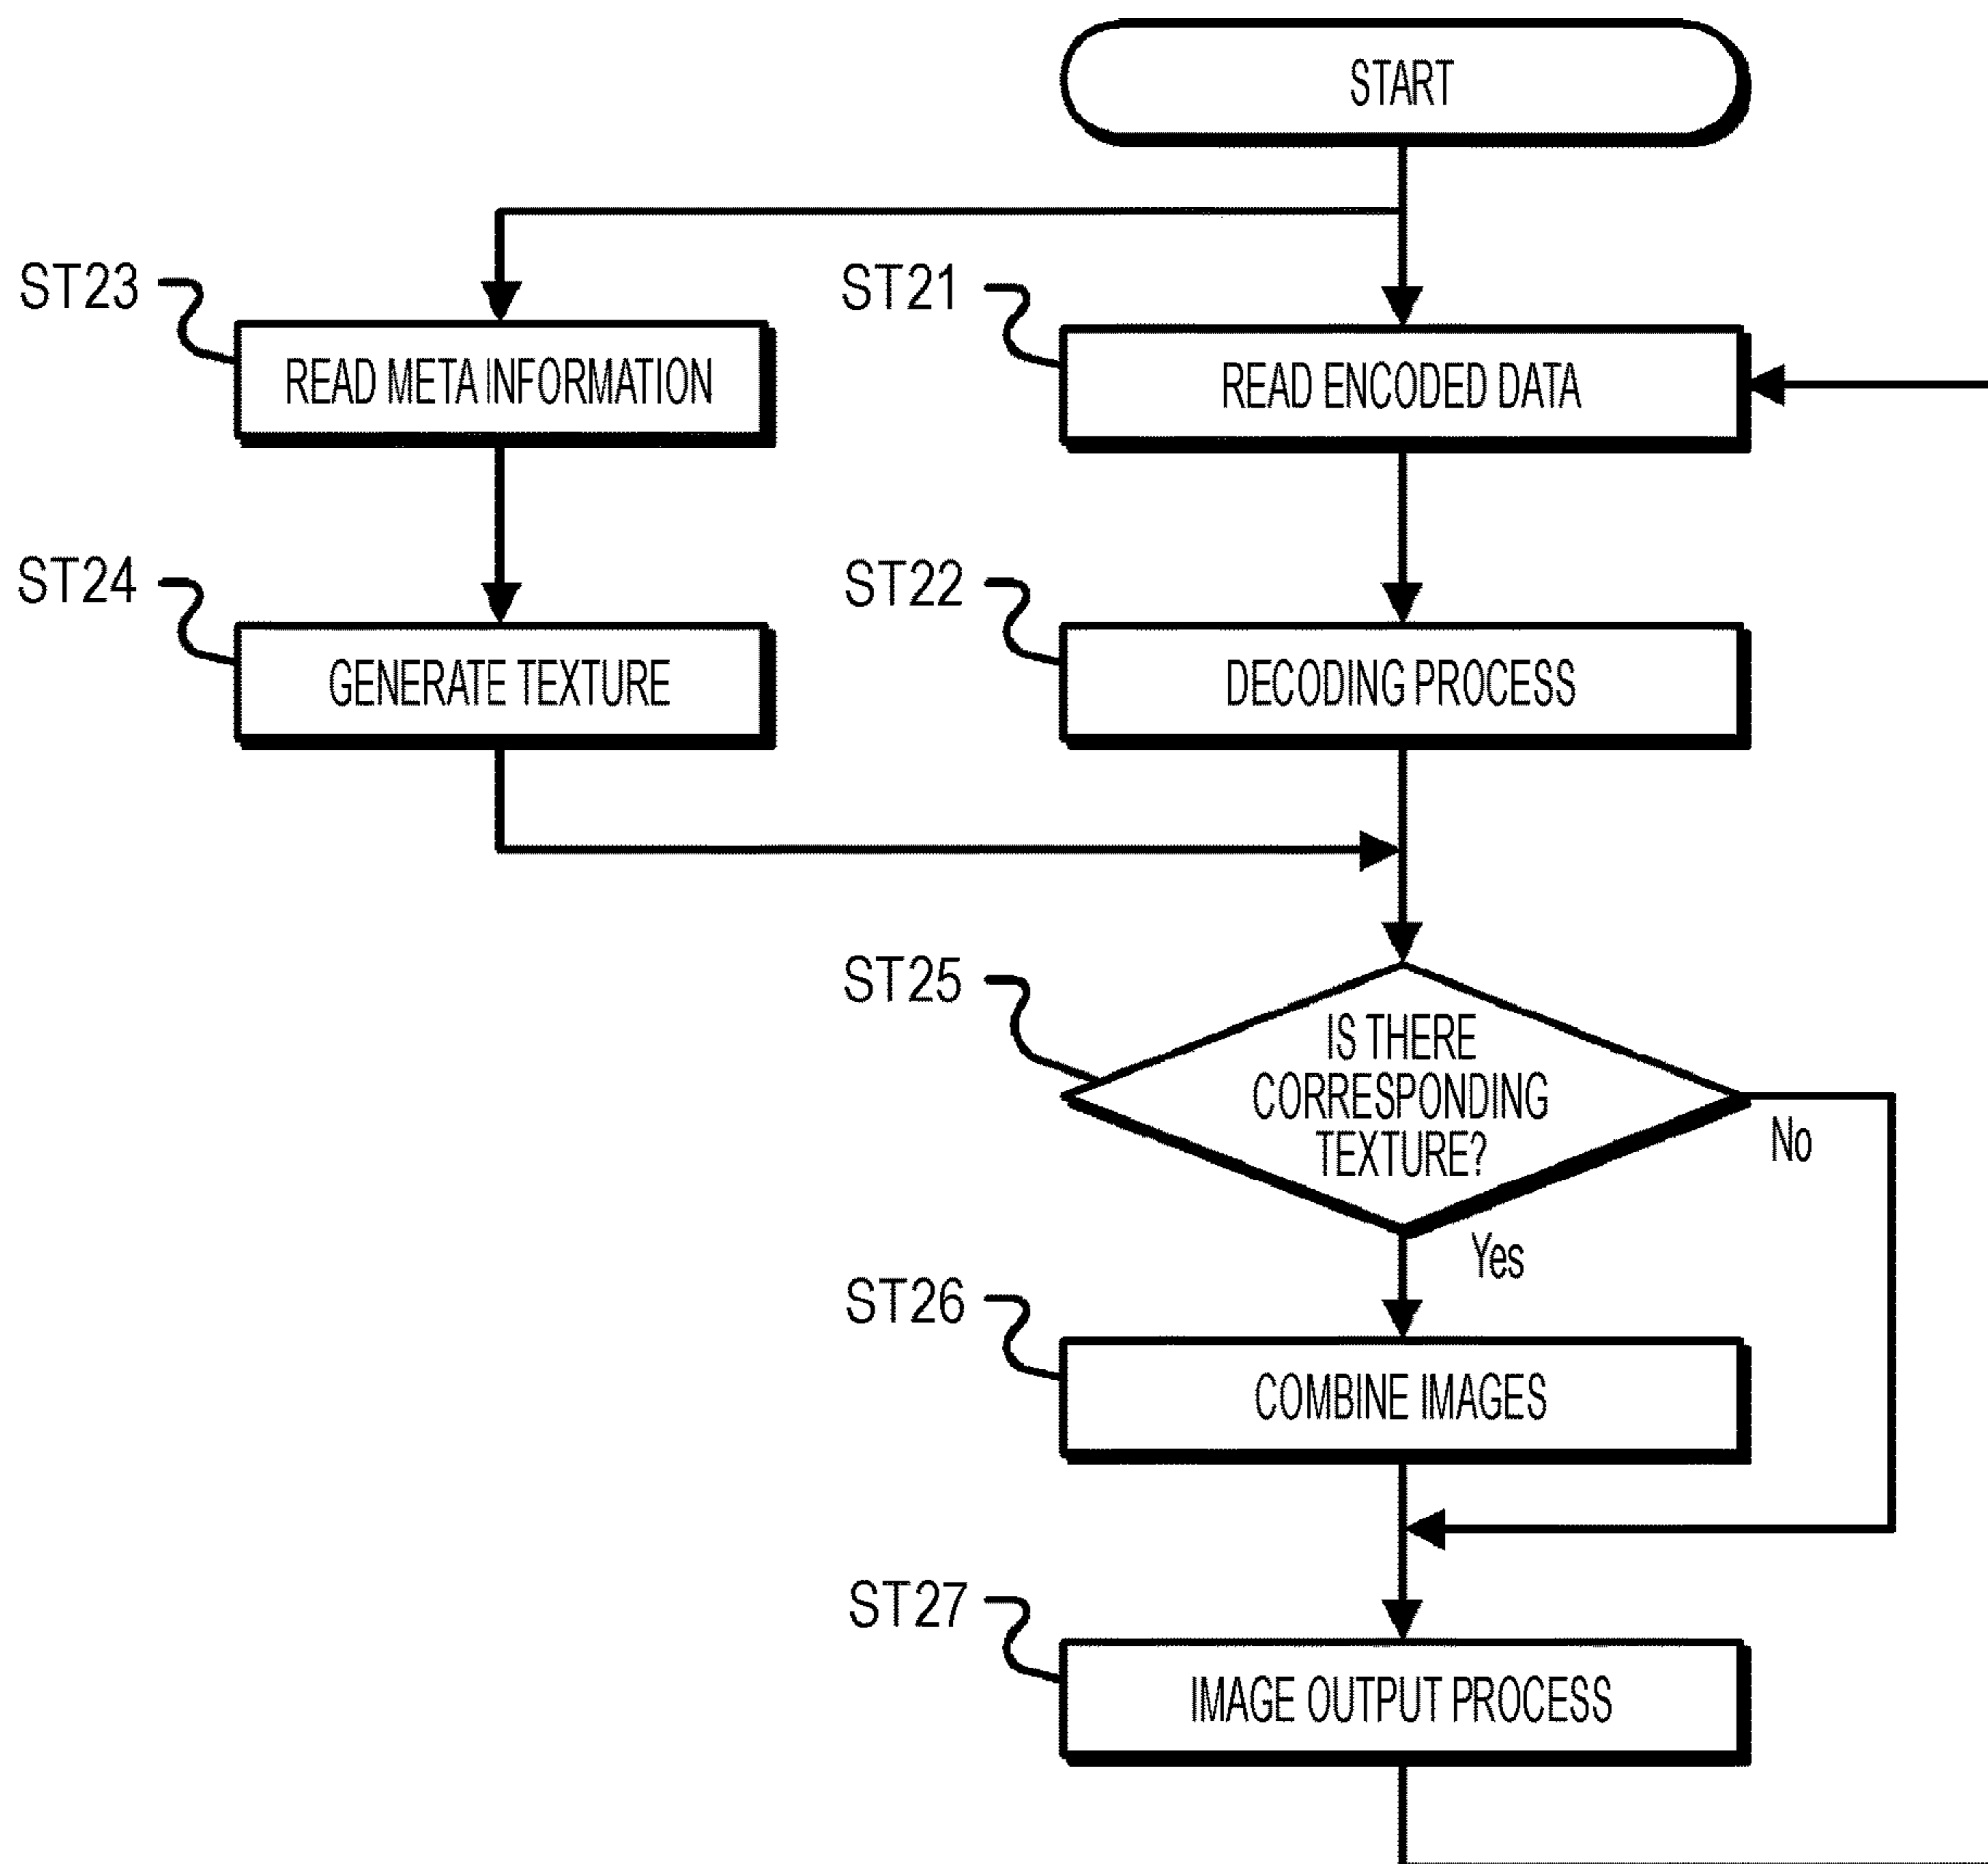 START
ST23
READ META INFORMATION
ST21
READ ENCODED DATA
ST24
GENERATE TEXTURE
ST22
DECODING PROCESS
ST25
IS THERE
CORRESPONDING
TEXTURE?
No
Yes
ST26
COMBINE IMAGES
ST27
IMAGE OUTPUT PROCESS